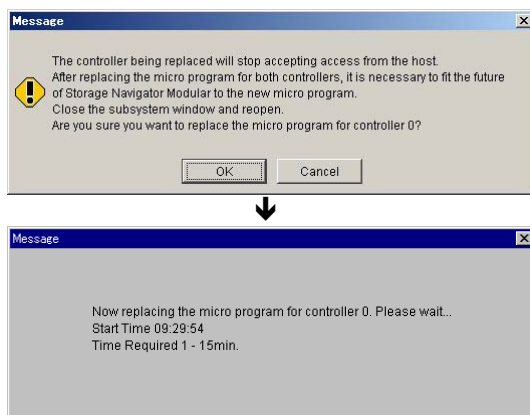 Message
The controller being replaced will stop accepting access from the host.
After replacing the micro program for both controllers, it is necessary to fit the future
of Storage Navigator Modular to the new micro program.
Close the subsystem window and reopen.
Are you sure you want to replace the micro program for controller 0?
OK Cancel
Message
Now replacing the micro program for controller 0. Please wait...
Start Time 09:29:54
Time Required 1 - 15min.